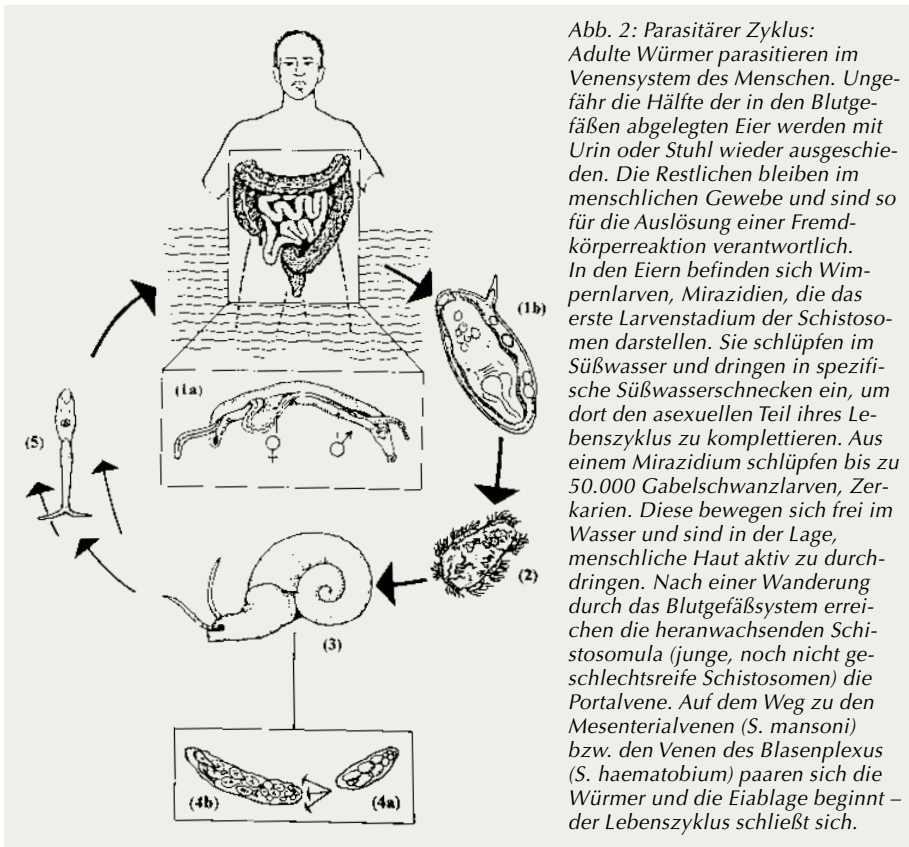 Abb. 2: Parasitärer Zyklus:
Adulte Würmer parasitieren im
Venensystem des Menschen. Unge-
fähr die Hälfte der in den Blutge-
fäßen abgelegten Eier werden mit
Urin oder Stuhl wieder ausgeschie-
den. Die Restlichen bleiben im
menschlichen Gewebe und sind so
für die Auslösung einer Fremd-
körperreaktion verantwortlich.
In den Eiern befinden sich Wim-
pernlarven, Mirazidien, die das
erste Larvenstadium der Schistoso-
men darstellen. Sie schlüpfen im
Süßwasser und dringen in spezifi-
sche Süßwasserschnecken ein, um
dort den asexuellen Teil ihres Le-
benszyklus zu komplettieren. Aus
einem Mirazidium schlüpfen bis zu
50.000 Gabelschwanzlarven, Zer-
karien. Diese bewegen sich frei im
Wasser und sind in der Lage,
menschliche Haut aktiv zu durch-
dringen. Nach einer Wanderung
durch das Blutgefäßsystem errei-
chen die heranwachsenden Schi-
stosomula (junge, noch nicht ge-
schlechtsreife Schistosomen) die
Portalvene. Auf dem Weg zu den
Mesenterialvenen (S. mansoni)
bzw. den Venen des Blasenplexus
(S. haematobium) paaren sich die
Würmer und die Eiablage beginnt –
der Lebenszyklus schließt sich.
(1b)
(1a)
♀ ♂
(5)
(2)
(3)
(4b) (4a)